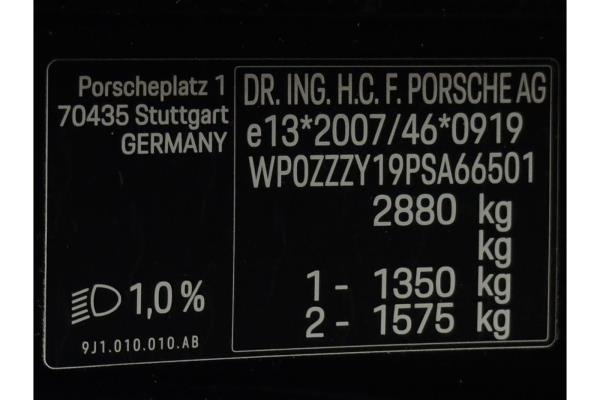 Porscheplatz 1
70435 Stuttgart
GERMANY
1,0 %
9J1.010.010.AB
DR. ING. H.C. F. PORSCHE AG
e13*2007/46*0919
WP0ZZZY19PSA66501
2880 kg
kg
1 - 1350 kg
2 - 1575 kg